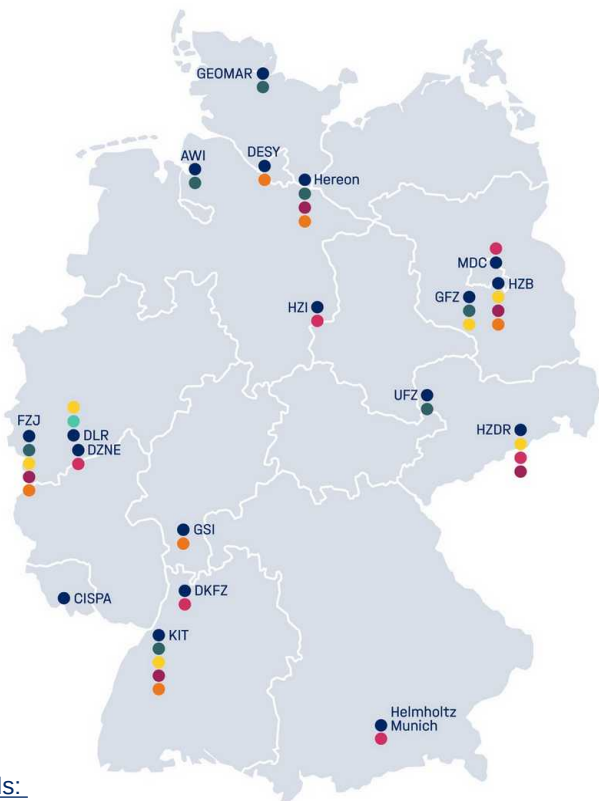 GEOMAR
AWI
DESY
Hereon
MDC
HZB
GFZ
HZI
UFZ
FZJ
DLR
DZNE
HZDR
GSI
CISPA
DKFZ
KIT
Helmholtz
Munich
ls: